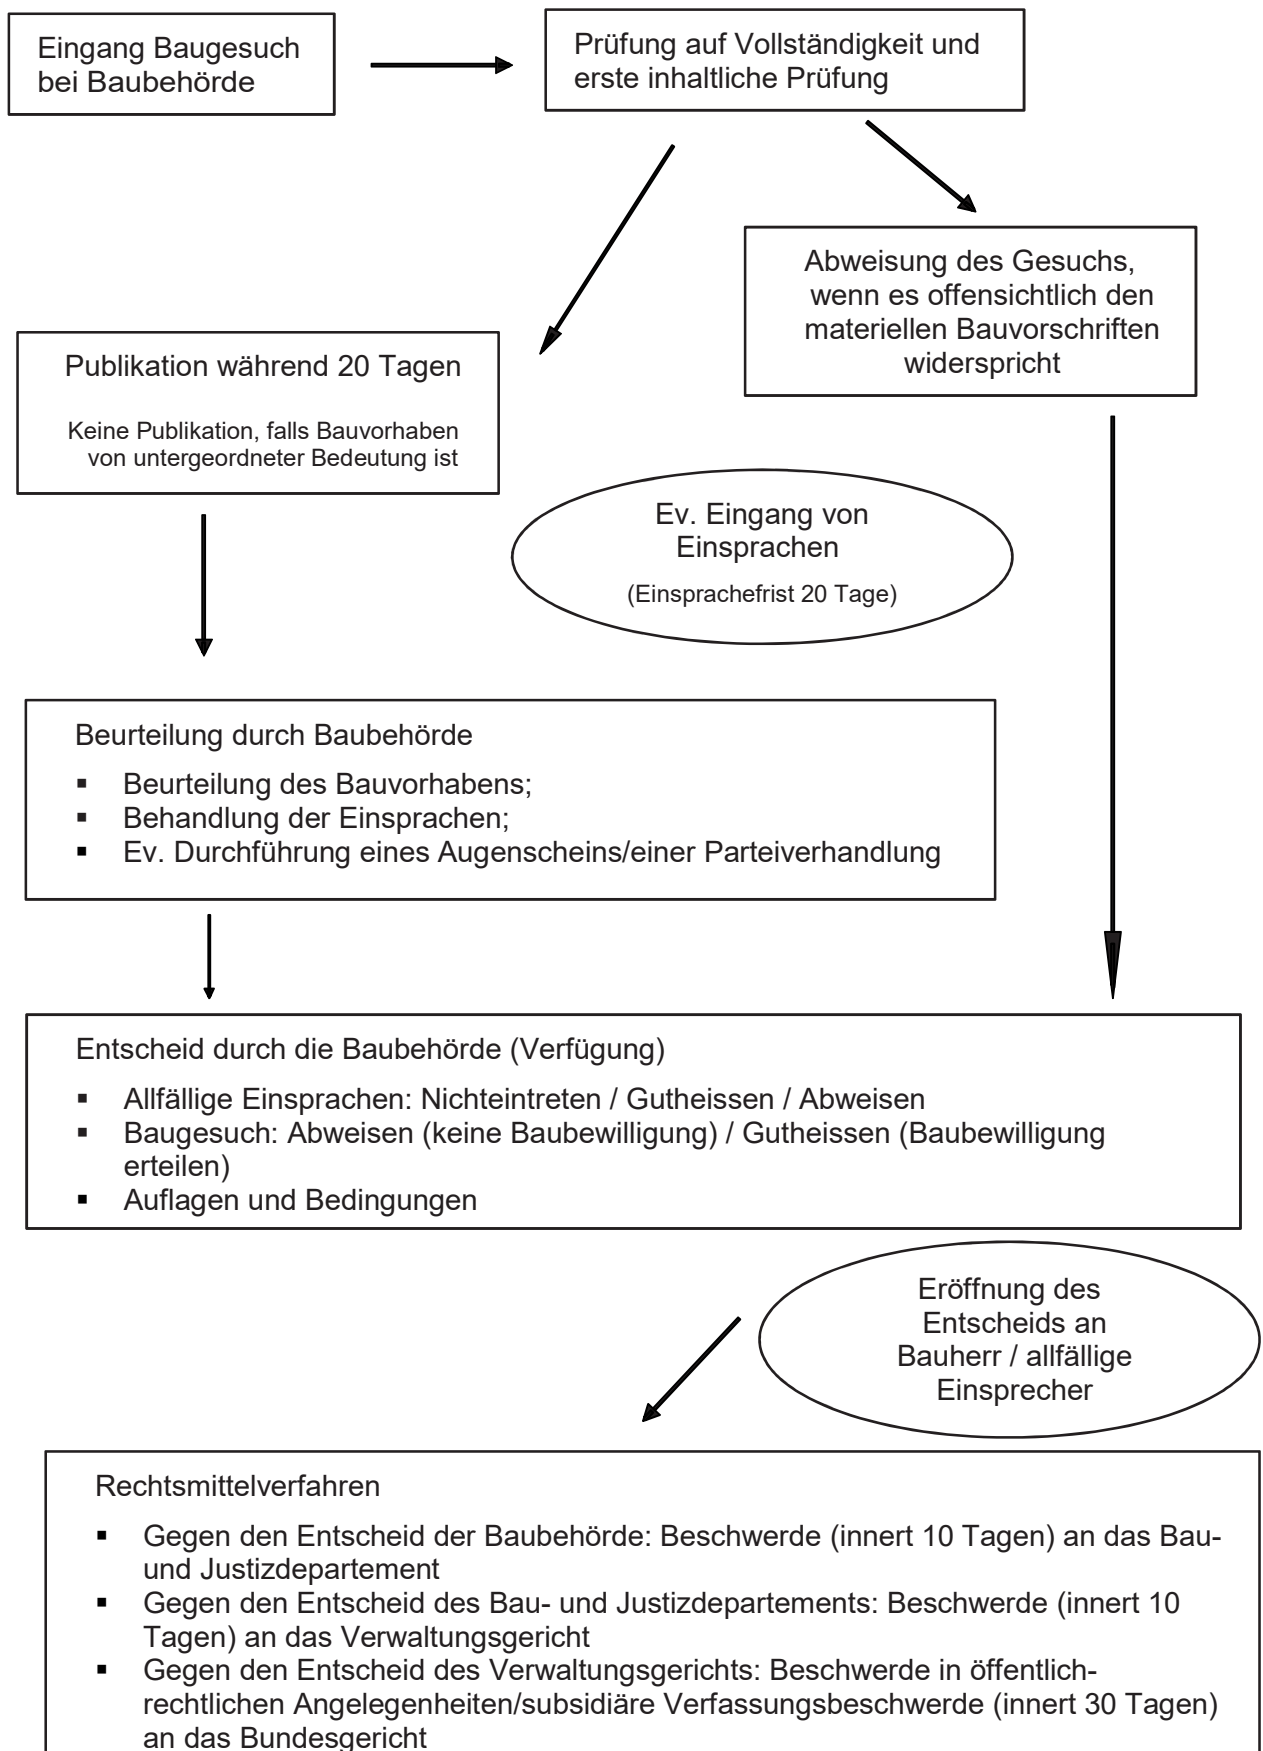 Eingang Baugesuch
bei Baubehörde
Prüfung auf Vollständigkeit und
erste inhaltliche Prüfung
Abweisung des Gesuchs,
wenn es offensichtlich den
materiellen Bauvorschriften
widerspricht
Publikation während 20 Tagen
Keine Publikation, falls Bauvorhaben
von untergeordneter Bedeutung ist
Ev. Eingang von
Einsprachen
(Einsprachefrist 20 Tage)
Beurteilung durch Baubehörde
▪ Beurteilung des Bauvorhabens;
▪ Behandlung der Einsprachen;
▪ Ev. Durchführung eines Augenscheins/einer Parteiverhandlung
Entscheid durch die Baubehörde (Verfügung)
▪ Allfällige Einsprachen: Nichteintreten / Gutheissen / Abweisen
▪ Baugesuch: Abweisen (keine Baubewilligung) / Gutheissen (Baubewilligung
erteilen)
▪ Auflagen und Bedingungen
Eröffnung des
Entscheids an
Bauherr / allfällige
Einsprecher
Rechtsmittelverfahren
▪ Gegen den Entscheid der Baubehörde: Beschwerde (innert 10 Tagen) an das Bau-
und Justizdepartement
▪ Gegen den Entscheid des Bau- und Justizdepartements: Beschwerde (innert 10
Tagen) an das Verwaltungsgericht
▪ Gegen den Entscheid des Verwaltungsgerichts: Beschwerde in öffentlich-
rechtlichen Angelegenheiten/subsidiäre Verfassungsbeschwerde (innert 30 Tagen)
an das Bundesgericht